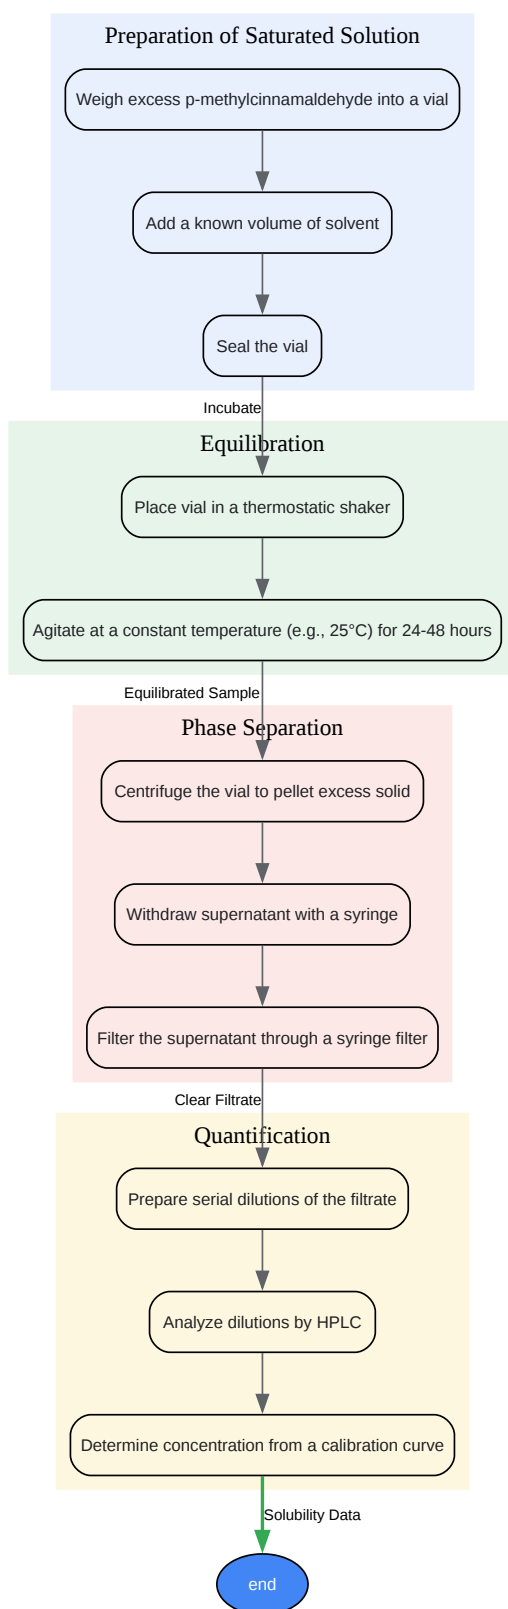 Preparation of Saturated Solution
Weigh excess p-methylcinnamaldehyde into a vial
Add a known volume of solvent
Seal the vial
Incubate
Equilibration
Place vial in a thermostatic shaker
Agitate at a constant temperature (e.g., 25°C) for 24-48 hours
Equilibrated Sample
Phase Separation
Centrifuge the vial to pellet excess solid
Withdraw supernatant with a syringe
Filter the supernatant through a syringe filter
Clear Filtrate
Quantification
Prepare serial dilutions of the filtrate
Analyze dilutions by HPLC
Determine concentration from a calibration curve
Solubility Data
end